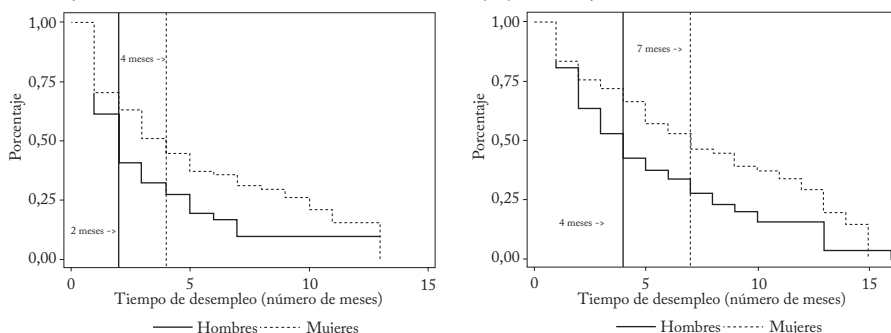 1,00
0,75
0,50
0,25
0,00
Porcentaje
4 meses ->
2 meses ->
0
5
10
15
Tiempo de desempleo (número de meses)
Hombres
Mujeres
1,00
0,75
0,50
0,25
0,00
Porcentaje
7 meses ->
4 meses ->
0
5
10
15
Tiempo de desempleo (número de meses)
Hombres
Mujeres